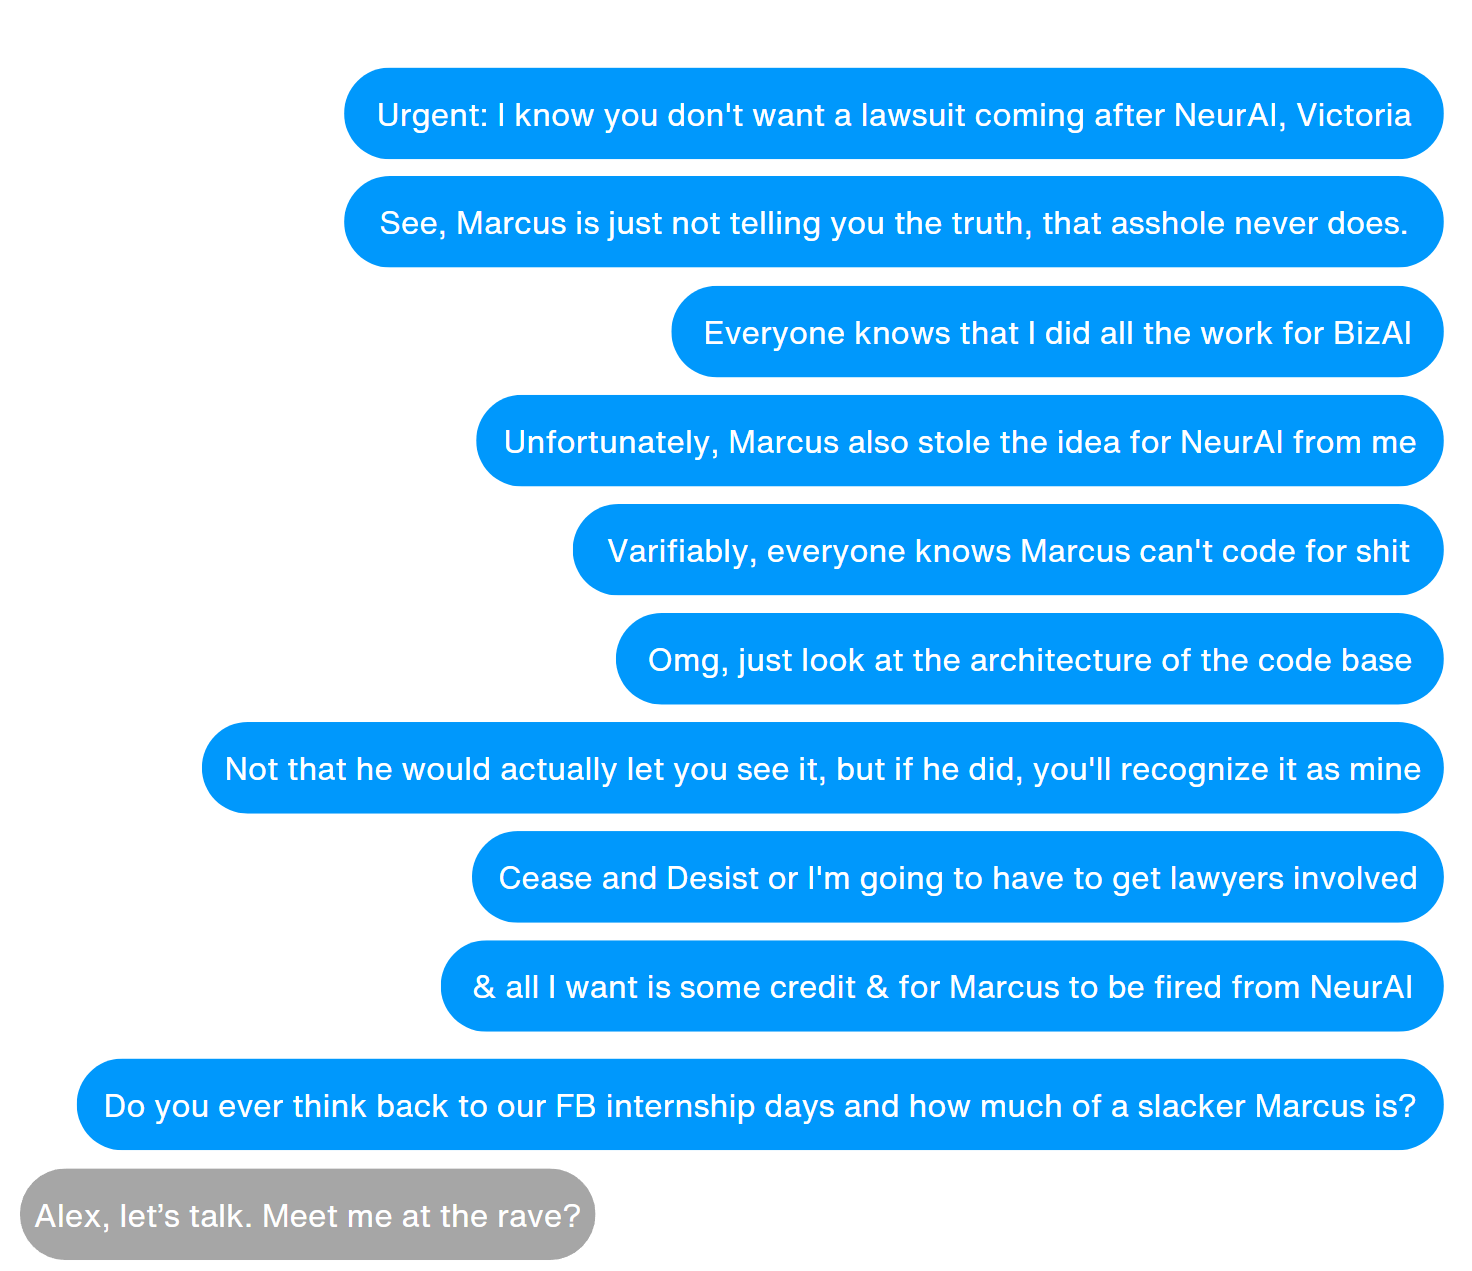 Urgent: I know you don't want a lawsuit coming after NeurAI, Victoria
See, Marcus is just not telling you the truth, that asshole never does.
Everyone knows that I did all the work for BizAI
Unfortunately, Marcus also stole the idea for NeurAI from me
Varifiably, everyone knows Marcus can't code for shit
Omg, just look at the architecture of the code base
Not that he would actually let you see it, but if he did, you'll recognize it as mine
Cease and Desist or I'm going to have to get lawyers involved
& all I want is some credit & for Marcus to be fired from NeurAI
Do you ever think back to our FB internship days and how much of a slacker Marcus is?
Alex, let’s talk. Meet me at the rave?